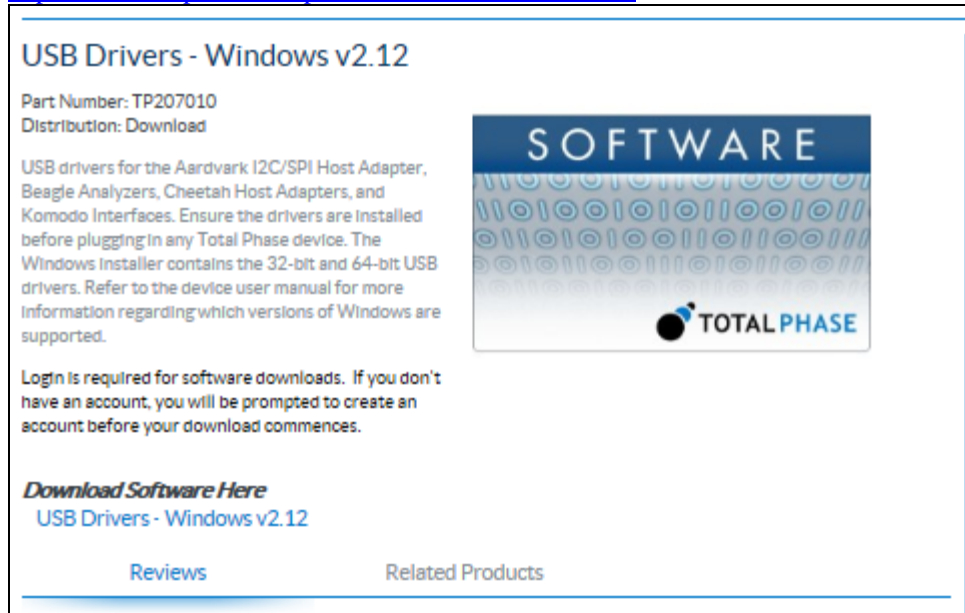 USB Drivers - Windows v2.12
Part Number: TP207010
Distribution: Download
USB drivers for the Aardvark I2C/SPI Host Adapter,
Beagle Analyzers, Cheetah Host Adapters, and
Komodo Interfaces. Ensure the drivers are installed
before plugging in any Total Phase device. The
Windows installer contains the 32-bit and 64-bit USB
drivers. Refer to the device user manual for more
information regarding which versions of Windows are
supported.
Login is required for software downloads. If you don't
have an account, you will be prompted to create an
account before your download commences.
SOFTWARE
TOTAL PHASE
Download Software Here
USB Drivers - Windows v2.12
Reviews
Related Products